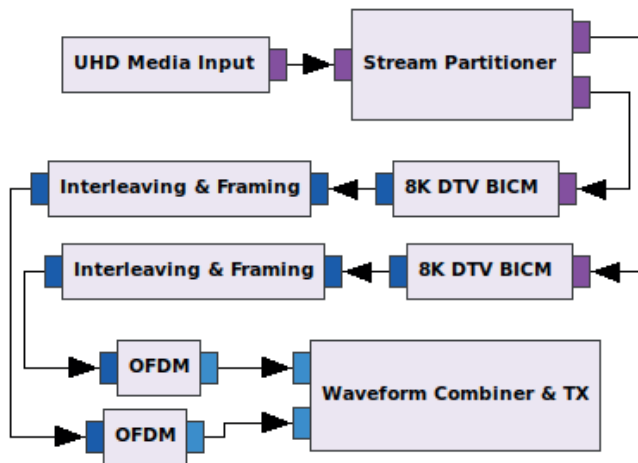 UHD Media Input
Stream Partitioner
Interleaving & Framing
8K DTV BICM
Interleaving & Framing
8K DTV BICM
OFDM
Waveform Combiner & TX
OFDM